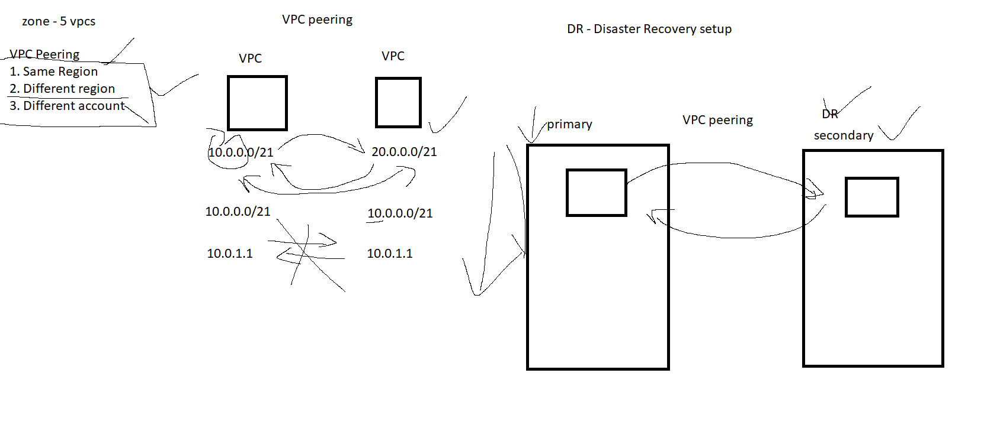 zone - 5 vpcs
VPC Peering
1. Same Region
2. Different region
3. Different account
VPC peering
VPC
VPC
10.0.0.0/21
20.0.0.0/21
10.0.0.0/21
10.0.0.0/21
10.0.1.1
10.0.1.1
DR - Disaster Recovery setup
primary
VPC peering
DR
secondary